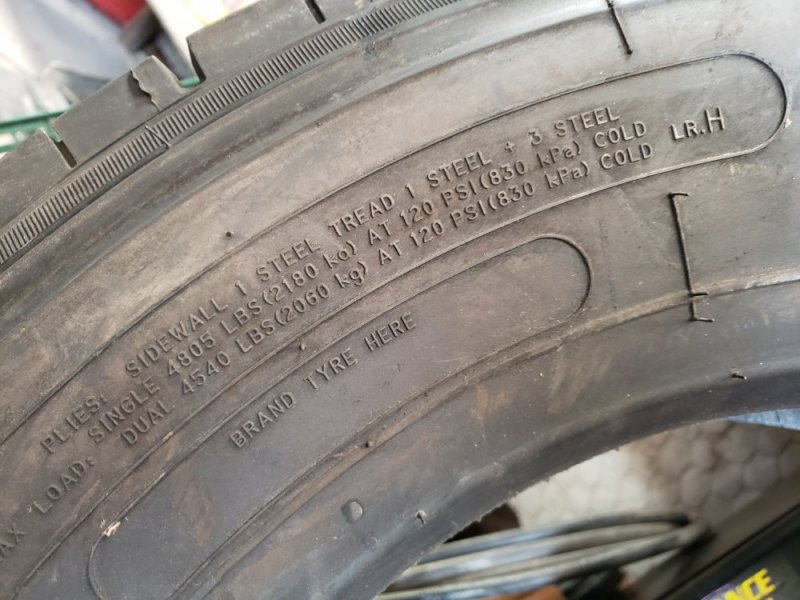 PLIES: SIDEWALL 1 STEEL TREAD 1 STEEL + 3 STEEL
MAX LOAD: SINGLE 4805 LBS(2180 kg) AT 120 PSI(830 kPa) COLD LR.H
DUAL 4540 LBS(2060 kg) AT 120 PSI(830 kPa) COLD
BRAND TYRE HERE